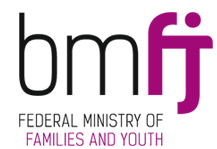 bmfj
FEDERAL MINISTRY OF
FAMILIES AND YOUTH